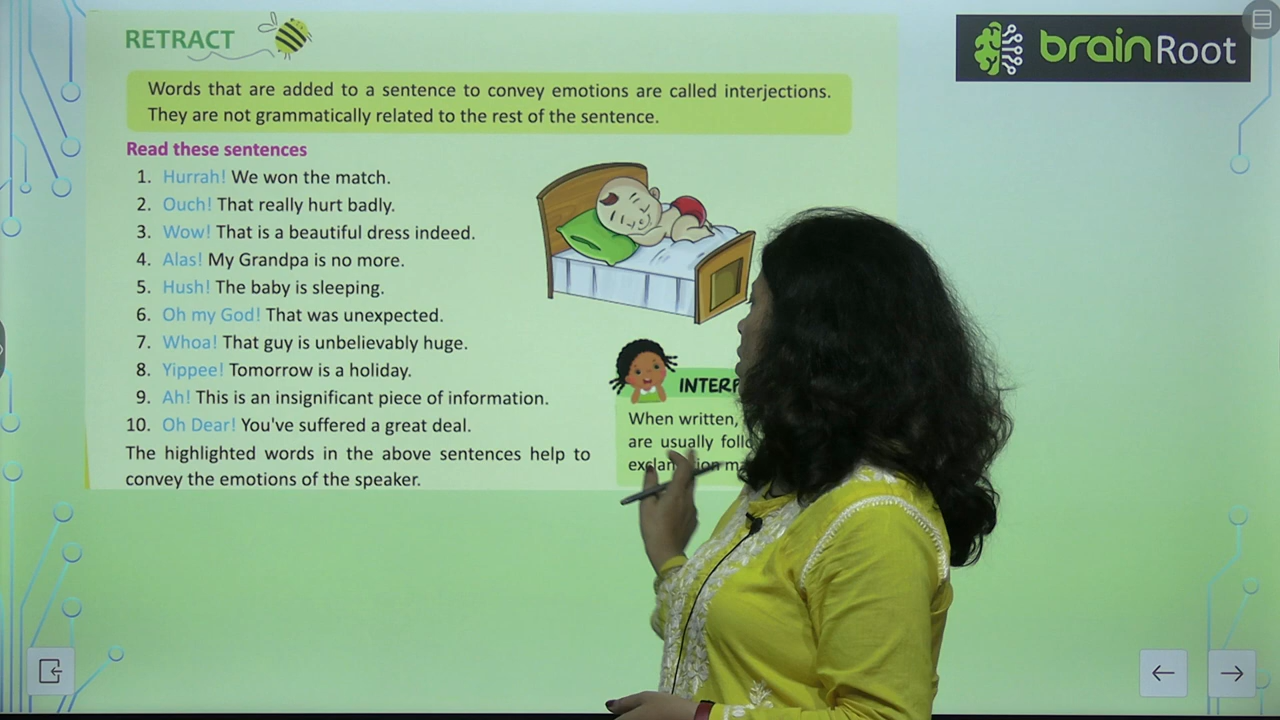 RETRACT
brainRoot
Words that are added to a sentence to convey emotions are called interjections.
They are not grammatically related to the rest of the sentence.
Read these sentences
1. Hurrah! We won the match.
2. Ouch! That really hurt badly.
3. Wow! That is a beautiful dress indeed.
4. Alas! My Grandpa is no more.
5. Hush! The baby is sleeping.
6. Oh my God! That was unexpected.
7. Whoa! That guy is unbelievably huge.
8. Yippee! Tomorrow is a holiday.
9. Ah! This is an insignificant piece of information.
10. Oh Dear! You've suffered a great deal.
The highlighted words in the above sentences help to
convey the emotions of the speaker.
When written,
are usually